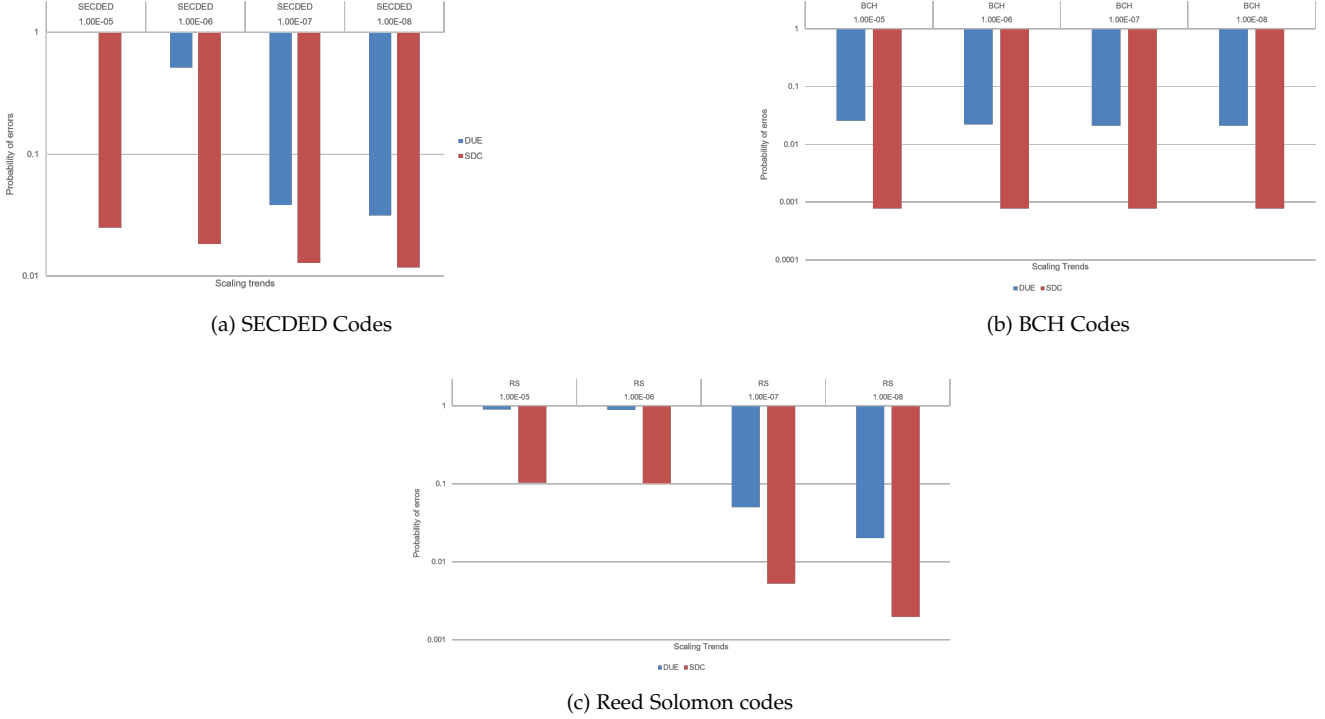 SECDED SECDED SECDED SECDED
1.00E-05 1.00E-06 1.00E-07 1.00E-08
1
0.1
0.01
Probability of errors
Scaling trends
DUE
SDC
(a) SECDED Codes
BCH BCH BCH BCH
1.00E-05 1.00E-06 1.00E-07 1.00E-08
1
0.1
0.01
0.001
0.0001
Probability of erros
Scaling Trends
DUE SDC
(b) BCH Codes
RS RS RS RS
1.00E-05 1.00E-06 1.00E-07 1.00E-08
1
0.1
0.01
0.001
Probability of erros
Scaling Trends
DUE SDC
(c) Reed Solomon codes